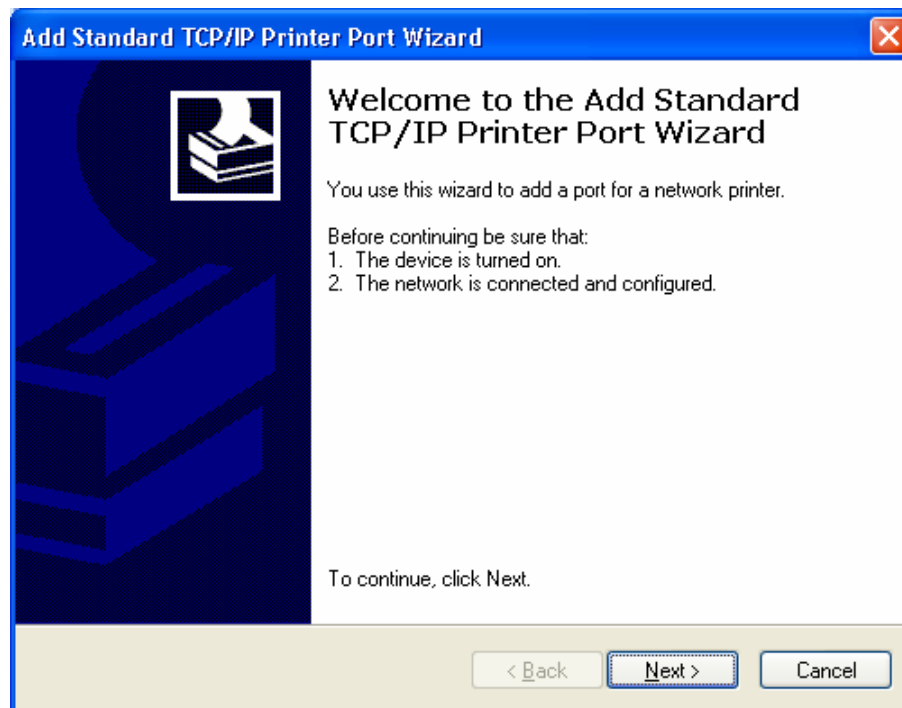 Add Standard TCP/IP Printer Port Wizard
Welcome to the Add Standard
TCP/IP Printer Port Wizard
You use this wizard to add a port for a network printer.
Before continuing be sure that:
1. The device is turned on.
2. The network is connected and configured.
To continue, click Next.
< Back Next > Cancel